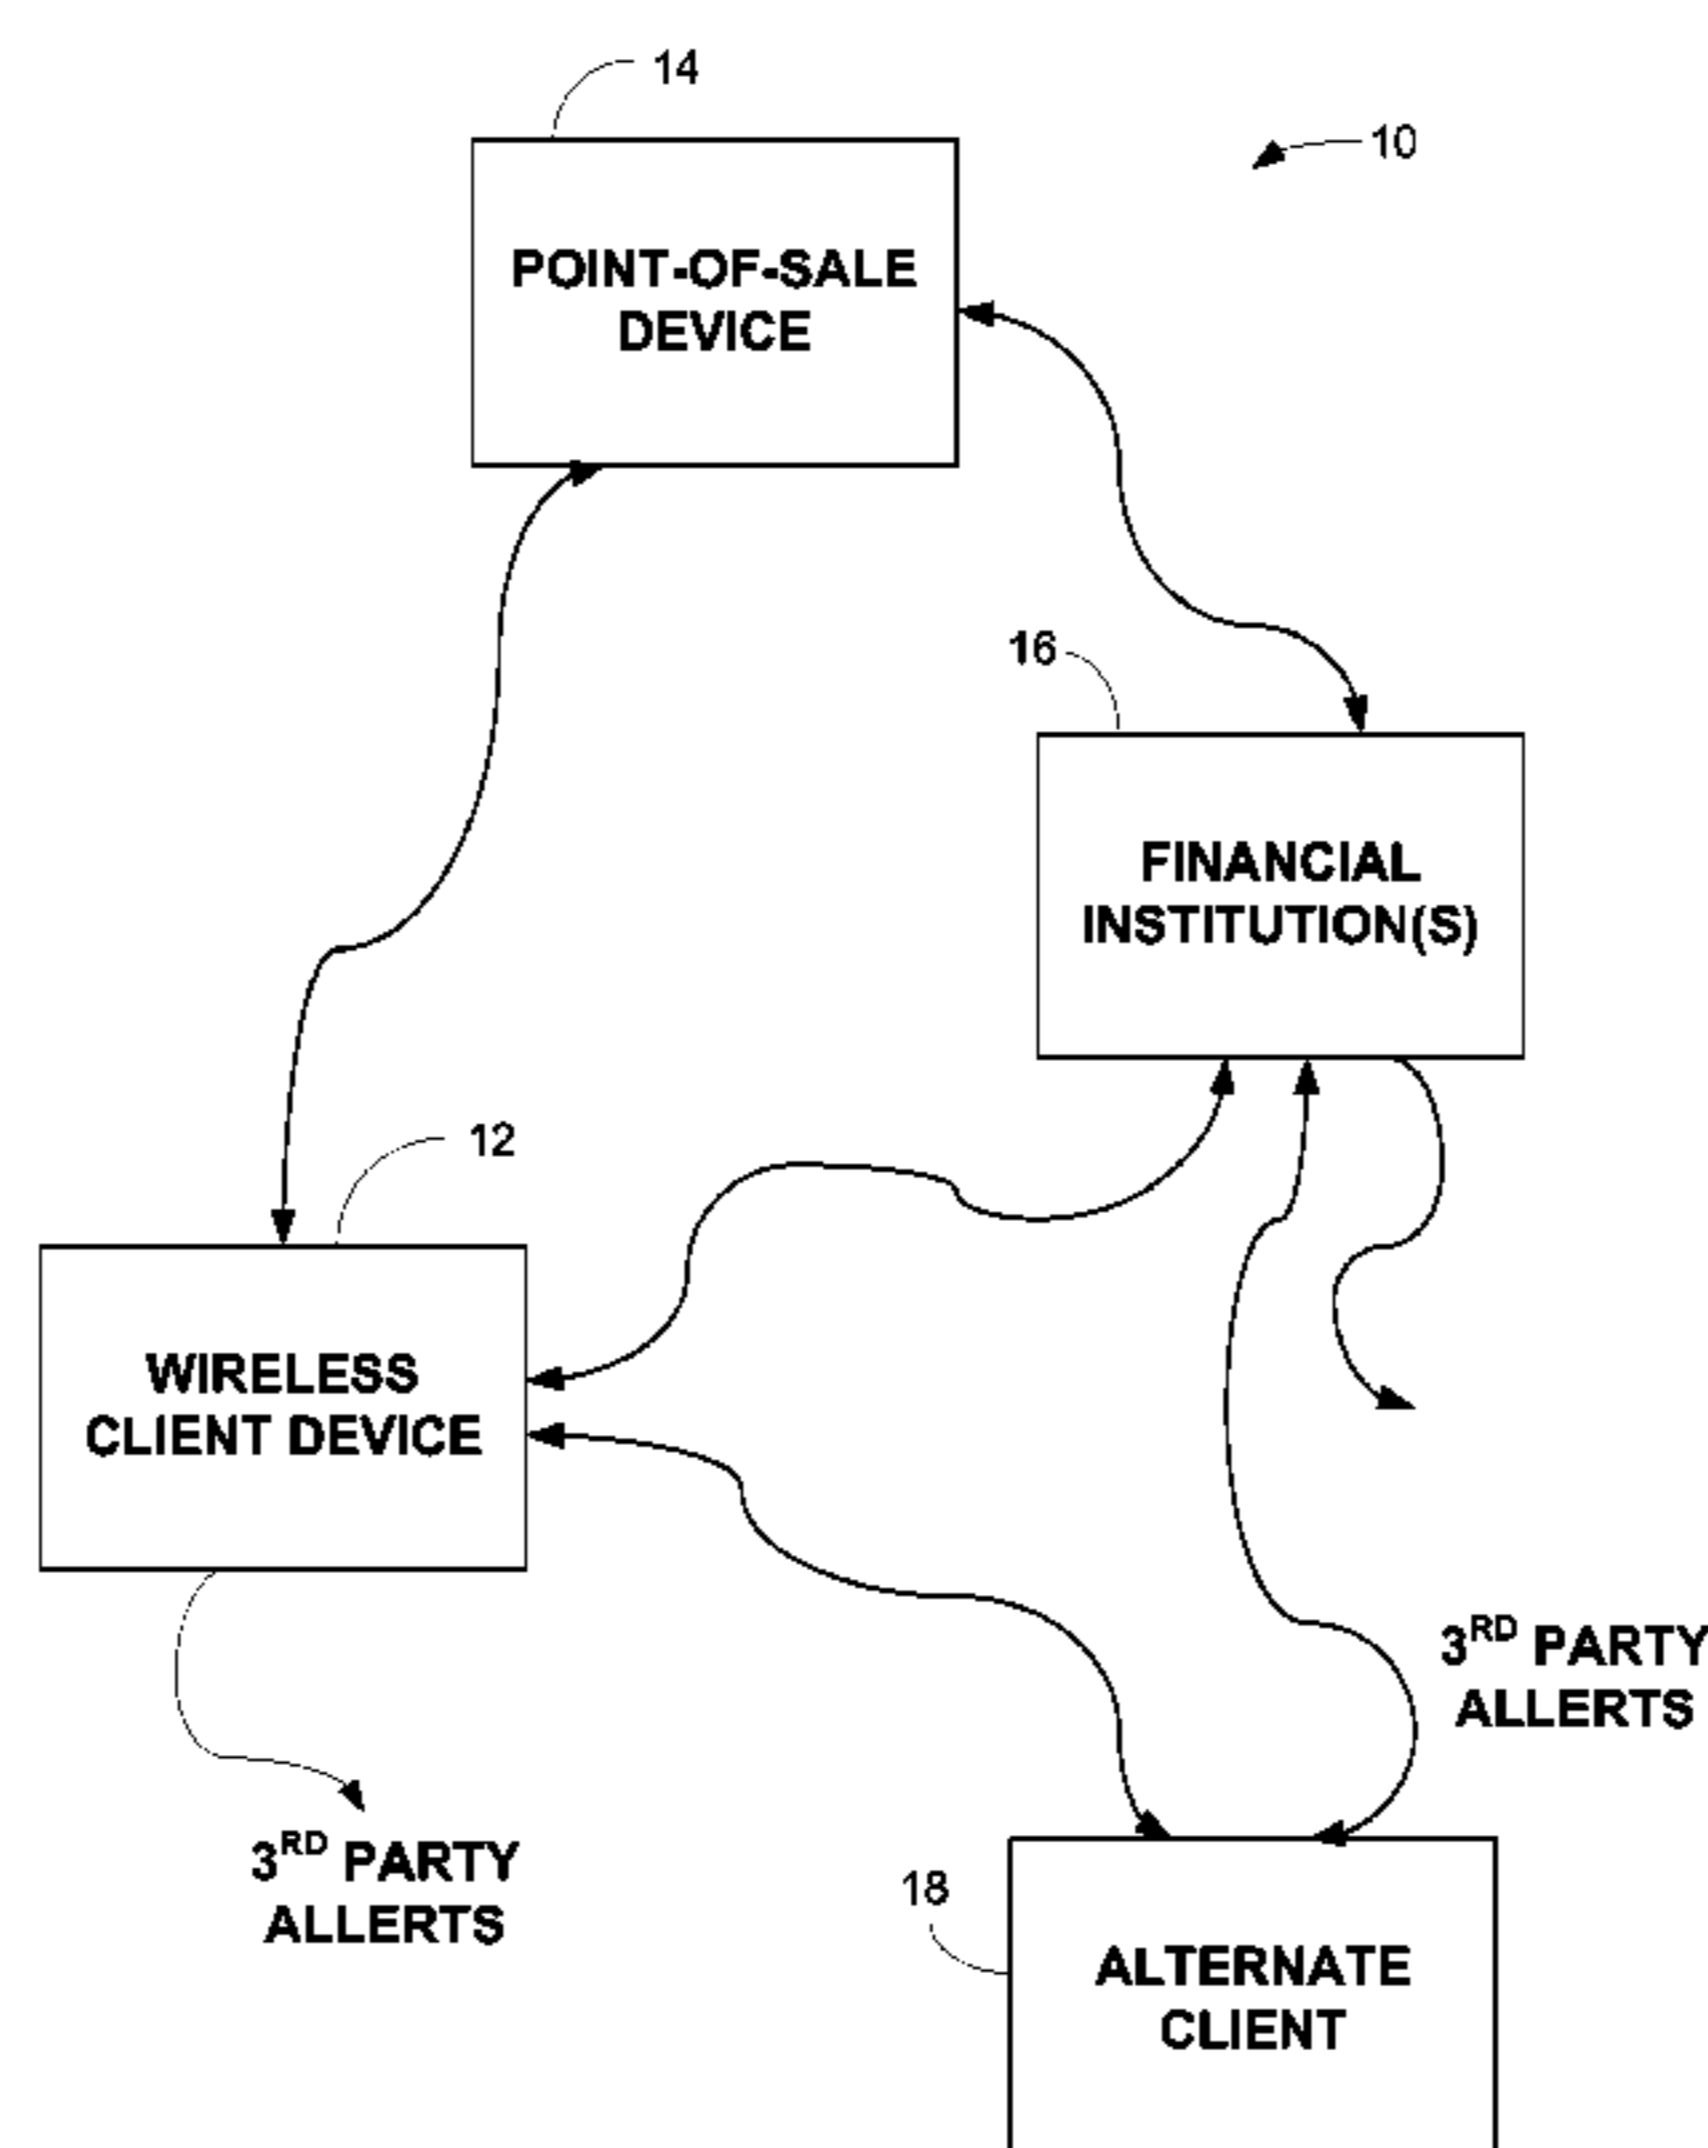 14
10
POINT-OF-SALE
DEVICE
16
FINANCIAL
INSTITUTION(S)
12
WIRELESS
CLIENT DEVICE
3RD PARTY
ALLERTS
3RD PARTY
ALLERTS
18
ALTERNATE
CLIENT